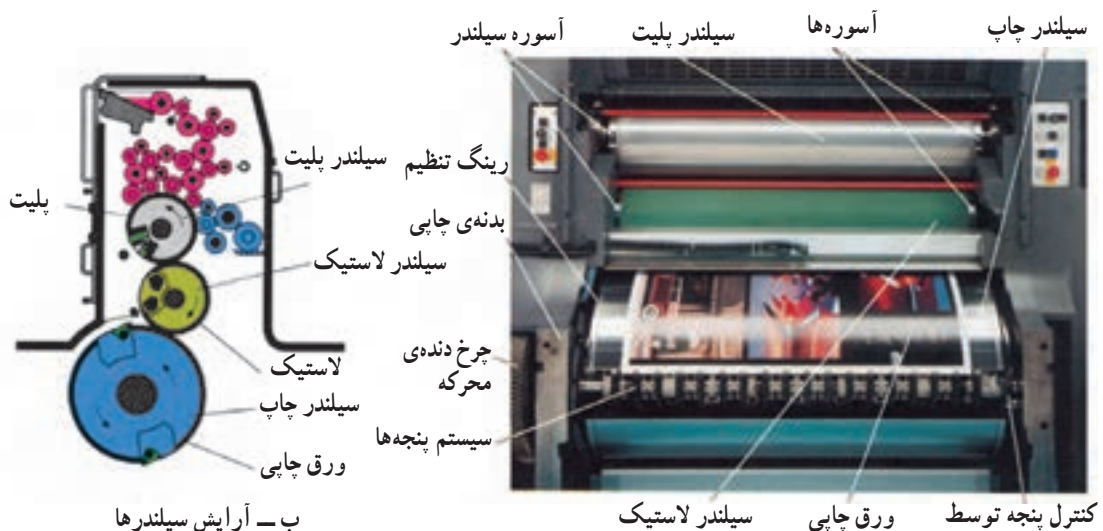 سیلندر چاپ
آسوره‌ها
سیلندر پلیت
آسوره سیلندر
رینگ تنظیم
بدنه‌ی چاپی
چرخ دنده‌ی
محرکه
سیستم پنجه‌ها
کنترل پنجه توسط
ورق چاپی
سیلندر لاستیک
سیلندر پلیت
پلیت
سیلندر لاستیک
لاستیک
سیلندر چاپ
ورق چاپی
ب ــ آرایش سیلندرها